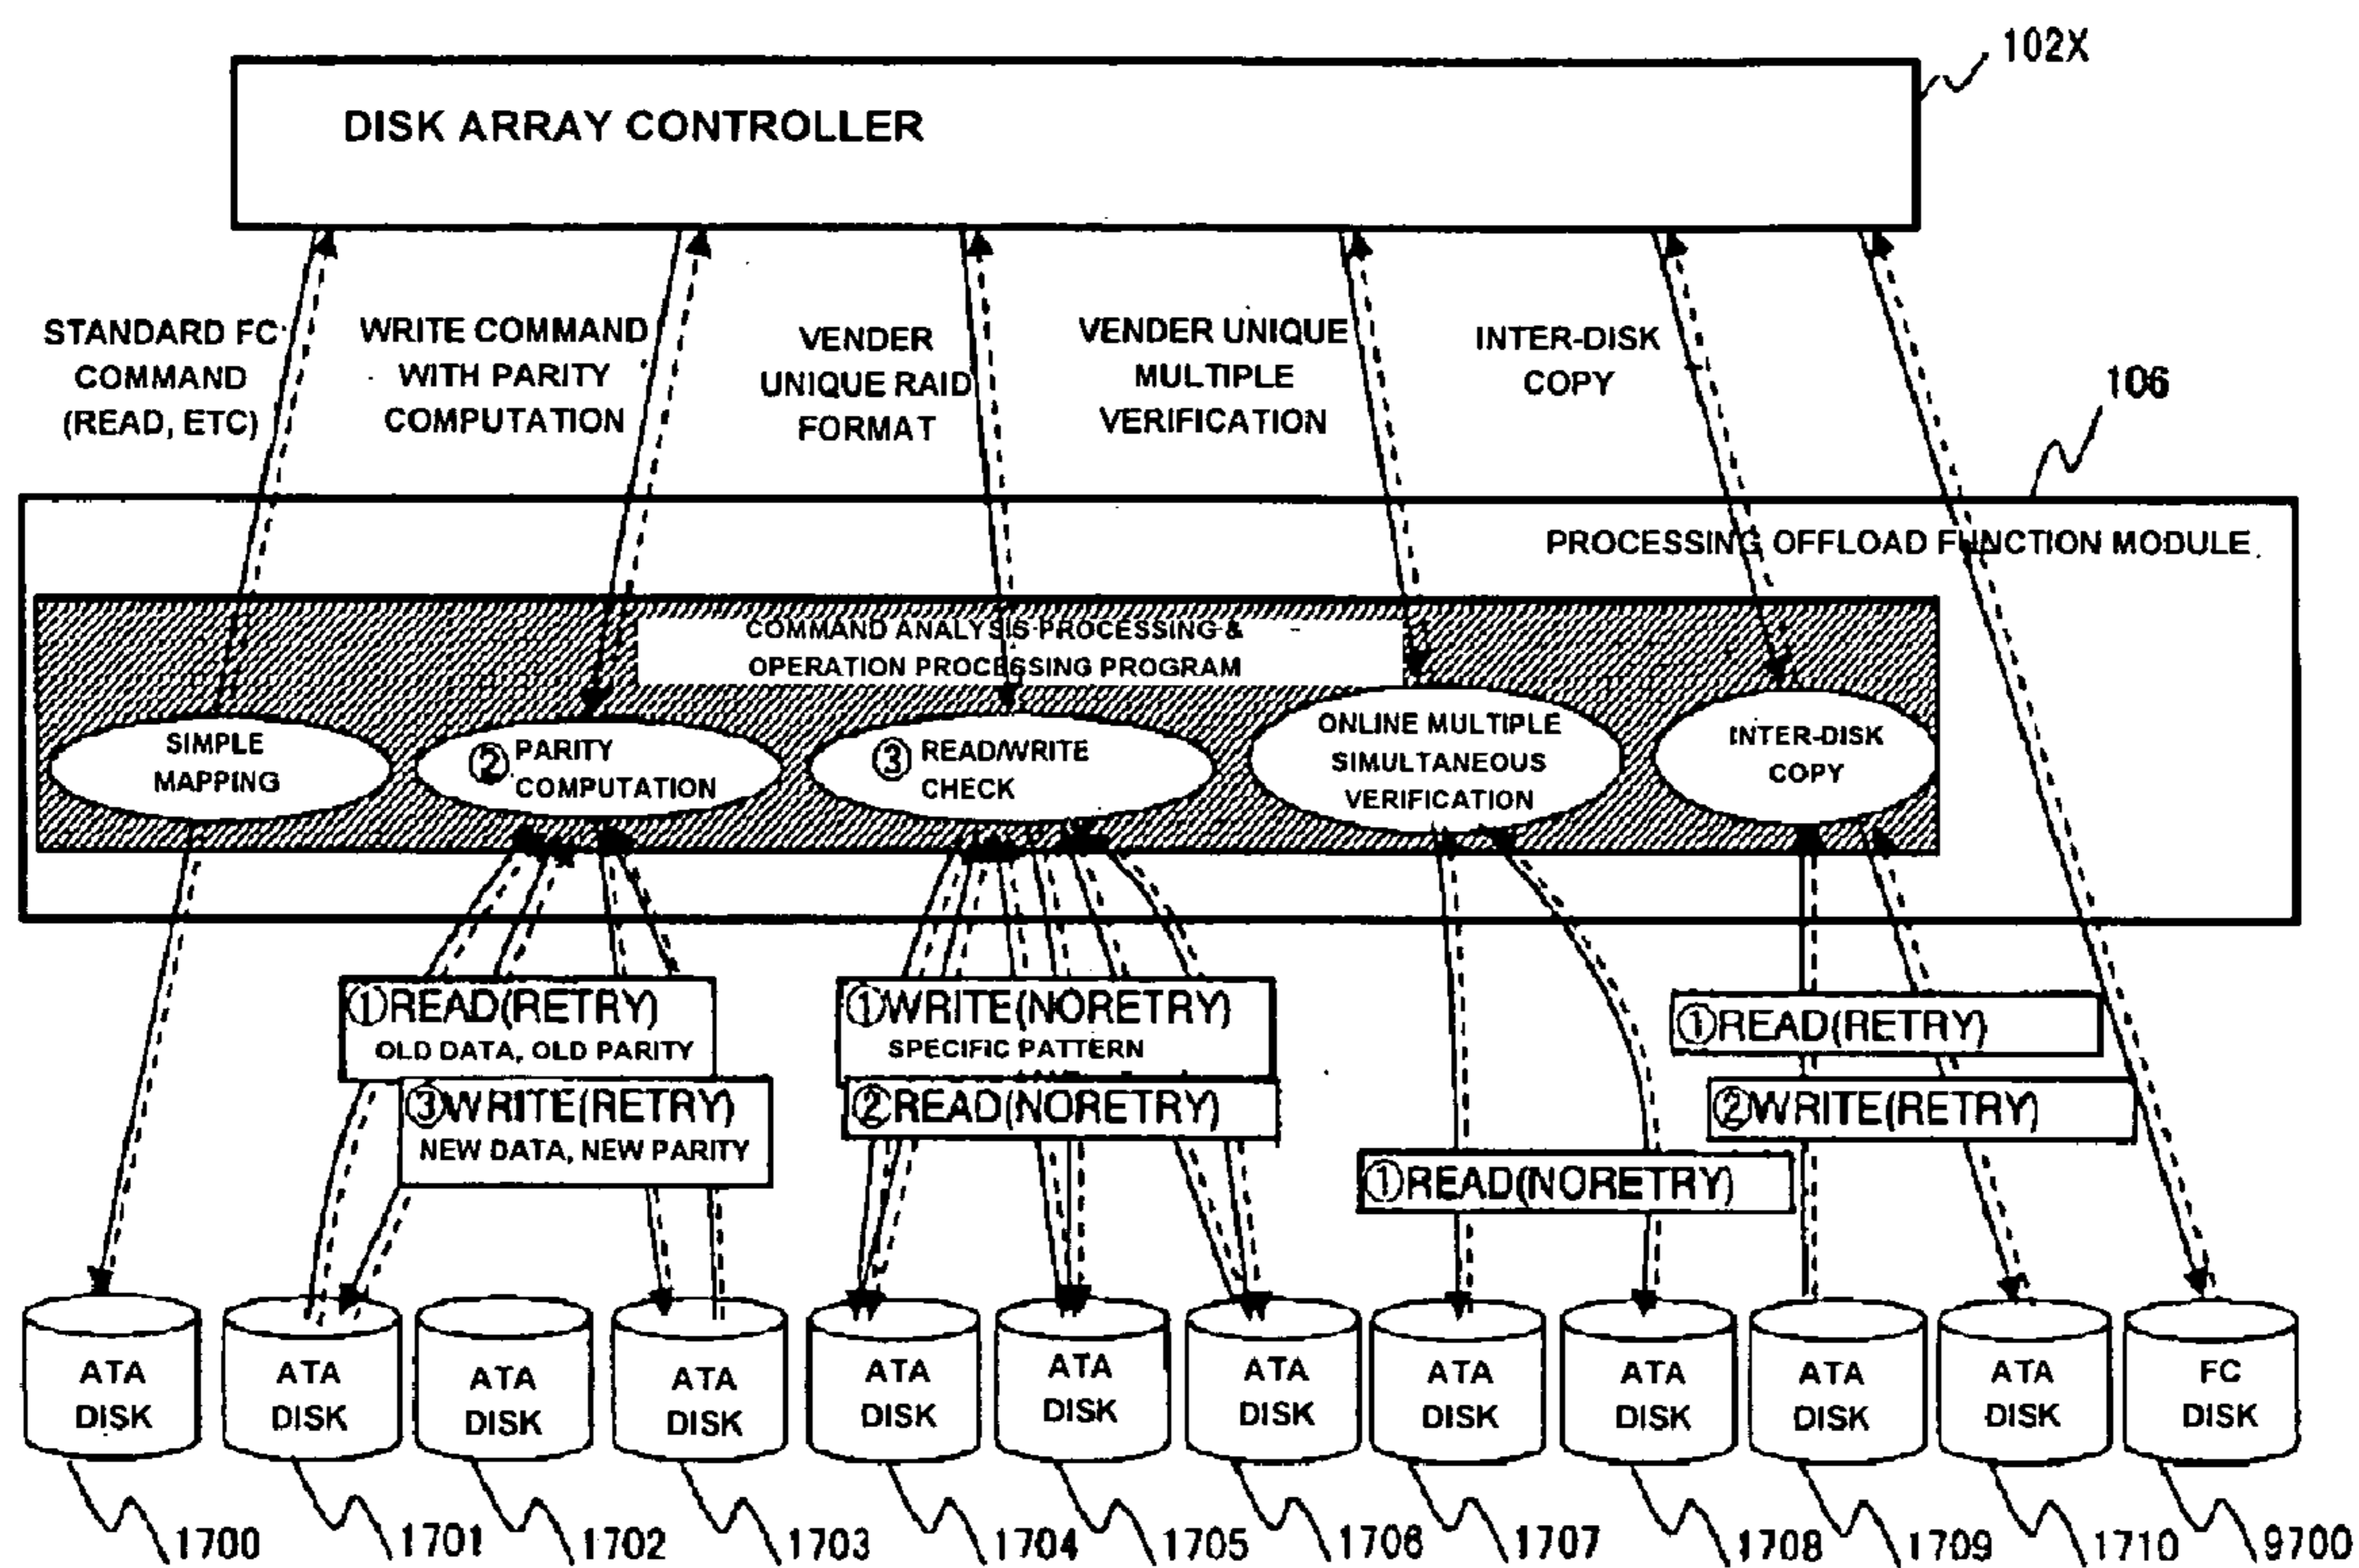 102X
DISK ARRAY CONTROLLER
STANDARD FC
COMMAND
(READ, ETC)
WRITE COMMAND
WITH PARITY
COMPUTATION
VENDER
UNIQUE RAID
FORMAT
VENDER UNIQUE
MULTIPLE
VERIFICATION
INTER-DISK
COPY
106
PROCESSING OFFLOAD FUNCTION MODULE
COMMAND ANALYSIS PROCESSING &
OPERATION PROCESSING PROGRAM
SIMPLE
MAPPING
② PARITY
COMPUTATION
③ READ/WRITE
CHECK
ONLINE MULTIPLE
SIMULTANEOUS
VERIFICATION
INTER-DISK
COPY
①READ(RETRY)
OLD DATA, OLD PARITY
③WRITE(RETRY)
NEW DATA, NEW PARITY
①WRITE(NORETRY)
SPECIFIC PATTERN
②READ(NORETRY)
①READ(NORETRY)
①READ(RETRY)
②WRITE(RETRY)
ATA
DISK
ATA
DISK
ATA
DISK
ATA
DISK
ATA
DISK
ATA
DISK
ATA
DISK
ATA
DISK
ATA
DISK
ATA
DISK
ATA
DISK
FC
DISK
1700
1701
1702
1703
1704
1705
1706
1707
1708
1709
1710
9700